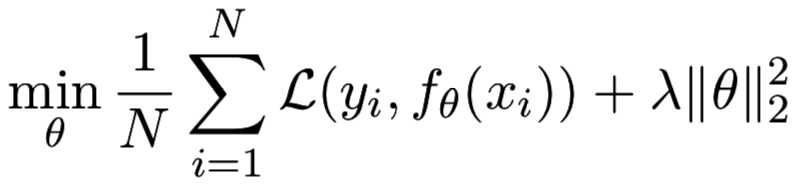 \min_{\theta} \frac{1}{N} \sum_{i=1}^{N} \mathcal{L}(y_i, f_\theta(x_i)) + \lambda \|\theta\|_2^2